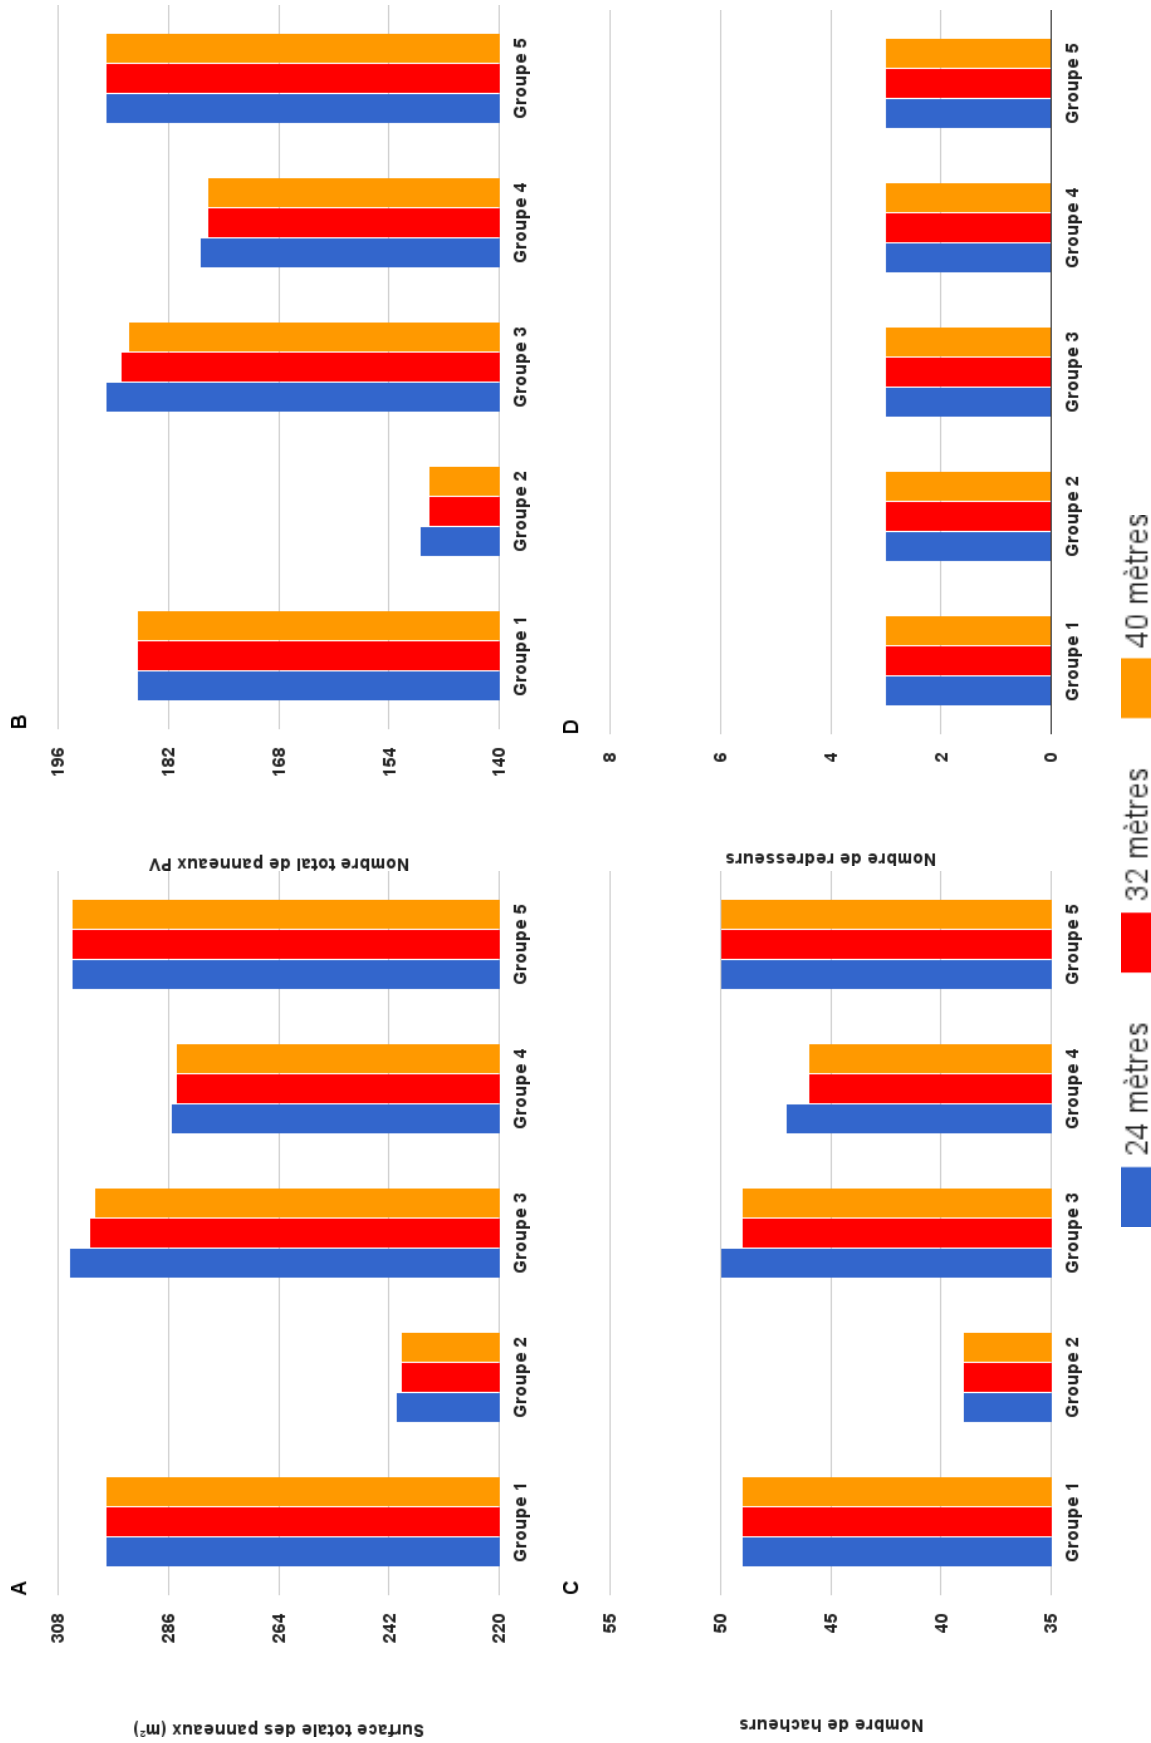 A
Surface totale des panneaux (m²)
308
286
264
242
220
Groupe 1
Groupe 2
Groupe 3
Groupe 4
Groupe 5
B
Nombre total de panneaux PV
196
182
168
154
140
Groupe 1
Groupe 2
Groupe 3
Groupe 4
Groupe 5
C
Nombre de hacheurs
55
50
45
40
35
Groupe 1
Groupe 2
Groupe 3
Groupe 4
Groupe 5
D
Nombre de redresseurs
8
6
4
2
0
Groupe 1
Groupe 2
Groupe 3
Groupe 4
Groupe 5
24 mètres
32 mètres
40 mètres